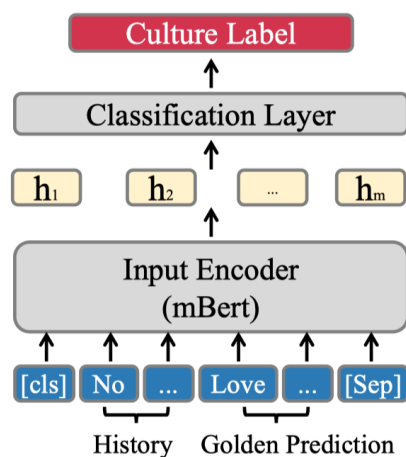 Culture Label
Classification Layer
h1 h2 ... hm
Input Encoder
(mBert)
[cls] No ... Love ... [Sep]
History Golden Prediction